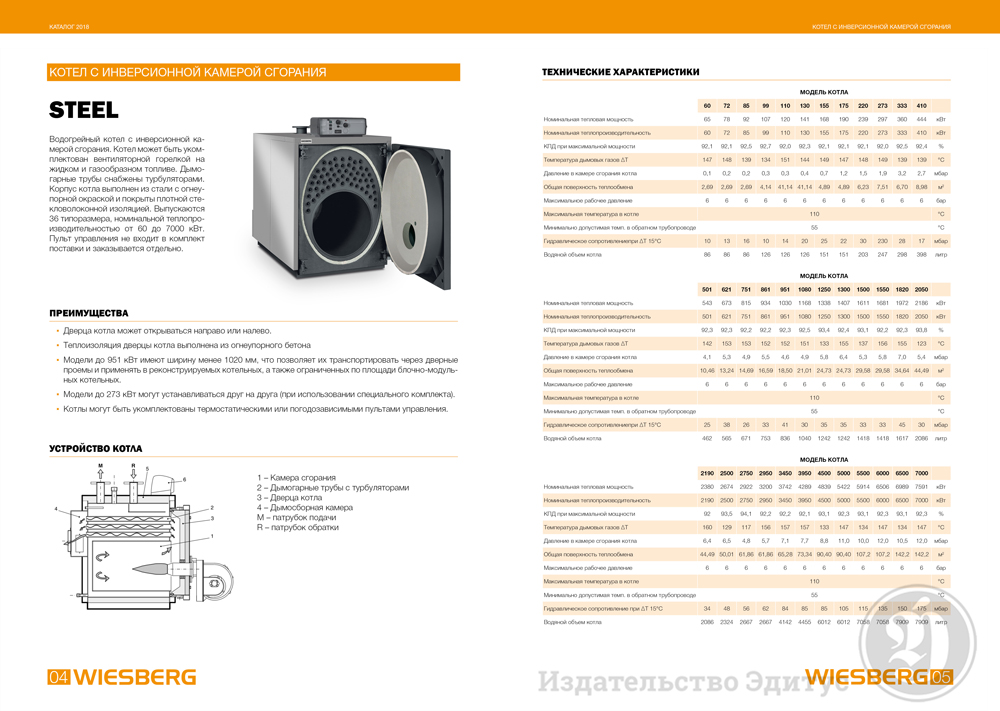 КАТАЛОГ 2018
КОТЕЛ С ИНВЕРСИОННОЙ КАМЕРОЙ СГОРАНИЯ
КОТЕЛ С ИНВЕРСИОННОЙ КАМЕРОЙ СГОРАНИЯ
STEEL
Водогрейный котел с инверсионной ка-
мерой сгорания. Котел может быть уком-
плектован вентиляторной горелкой на
жидком и газообразном топливе. Дымо-
гарные трубы снабжены турбуляторами.
Корпус котла выполнен из стали с огнеу-
порной окраской и покрыты плотной сте-
кловолоконной изоляцией. Выпускаются
36 типоразмера, номинальной теплопро-
изводительностью от 60 до 7000 кВт.
Пульт управления не входит в комплект
поставки и заказывается отдельно.
ПРЕИМУЩЕСТВА
• Дверца котла может открываться направо или налево.
• Теплоизоляция дверцы котла выполнена из огнеупорного бетона
• Модели до 951 кВт имеют ширину менее 1020 мм, что позволяет их транспортировать через дверные
проемы и применять в реконструируемых котельных, а также ограниченных по площади блочно-модуль-
ных котельных.
• Модели до 273 кВт могут устанавливаться друг на друга (при использовании специального комплекта).
• Котлы могут быть укомплектованы термостатическими или погодозависимыми пультами управления.
УСТРОЙСТВО КОТЛА
M R 5
6
4
2
3
1
1 – Камера сгорания
2 – Дымогарные трубы с турбуляторами
3 – Дверца котла
4 – Дымосборная камера
M – патрубок подачи
R – патрубок обратки
04 WIESBERG
ТЕХНИЧЕСКИЕ ХАРАКТЕРИСТИКИ
МОДЕЛЬ КОТЛА
60 72 85 99 110 130 155 175 220 273 333 410
Номинальная тепловая мощность 65 78 92 107 120 141 168 190 239 297 360 444 кВт
Номинальная теплопроизводительность 60 72 85 99 110 130 155 175 220 273 333 410 кВт
КПД при максимальной мощности 92,1 92,1 92,5 92,7 92,0 92,3 92,1 92,1 92,1 92,0 92,5 92,4 %
Температура дымовых газов ΔT 147 148 139 134 151 144 149 147 148 149 139 139 °C
Давление в камере сгорания котла 0,1 0,2 0,2 0,3 0,3 0,4 0,7 1,2 1,5 1,9 3,2 2,7 мбар
Общая поверхность теплообмена 2,69 2,69 2,69 4,14 41,14 41,14 4,89 4,89 6,23 7,51 6,70 8,98 м²
Максимальное рабочее давление 6 6 6 6 6 6 6 6 6 6 6 6 бар
Максимальная температура в котле 110 °C
Минимально допустимая темп. в обратном трубопроводе 55 °C
Гидравлическое сопротивлениепри ΔT 15°C 10 13 16 10 14 20 25 22 30 230 28 17 мбар
Водяной объем котла 86 86 86 126 126 126 151 151 203 247 298 398 литр
МОДЕЛЬ КОТЛА
501 621 751 861 951 1080 1250 1300 1500 1550 1820 2050
Номинальная тепловая мощность 543 673 815 934 1030 1168 1338 1407 1611 1681 1972 2186 кВт
Номинальная теплопроизводительность 501 621 751 861 951 1080 1250 1300 1500 1550 1820 2050 кВт
КПД при максимальной мощности 92,3 92,3 92,2 92,2 92,3 92,5 93,4 92,4 93,1 92,2 92,3 93,8 %
Температура дымовых газов ΔT 142 153 153 152 152 151 133 155 137 156 155 123 °C
Давление в камере сгорания котла 4,1 5,3 4,9 5,5 4,6 4,9 5,8 6,4 5,3 5,8 7,0 5,4 мбар
Общая поверхность теплообмена 10,46 13,24 14,69 16,59 18,50 21,01 24,73 24,73 29,58 29,58 34,64 44,49 м²
Максимальное рабочее давление 6 6 6 6 6 6 6 6 6 6 6 6 бар
Максимальная температура в котле 110 °C
Минимально допустимая темп. в обратном трубопроводе 55 °C
Гидравлическое сопротивлениепри ΔT 15°C 25 38 26 33 41 30 35 35 33 33 45 30 мбар
Водяной объем котла 462 565 671 753 836 1040 1242 1242 1418 1418 1617 2086 литр
МОДЕЛЬ КОТЛА
2190 2500 2750 2950 3450 3950 4500 5000 5500 6000 6500 7000
Номинальная тепловая мощность 2380 2674 2922 3200 3742 4289 4839 5422 5914 6506 6989 7591 кВт
Номинальная теплопроизводительность 2190 2500 2750 2950 3450 3950 4500 5000 5500 6000 6500 7000 кВт
КПД при максимальной мощности 92 93,5 94,1 92,2 92,2 92,1 93,1 92,3 93,1 92,3 93,1 92,3 %
Температура дымовых газов ΔT 160 129 117 156 157 157 133 147 134 147 134 147 °C
Давление в камере сгорания котла 6,4 6,5 4,8 5,7 7,1 7,7 8,8 11,0 10,0 12,0 10,5 12,0 мбар
Общая поверхность теплообмена 44,49 50,01 61,86 61,86 65,28 73,34 90,40 90,40 107,2 107,2 142,2 142,2 м²
Максимальное рабочее давление 6 6 6 6 6 6 6 6 6 6 6 6 бар
Максимальная температура в котле 110 °C
Минимально допустимая темп. в обратном трубопроводе 55 °C
Гидравлическое сопротивление при ΔT 15°C 34 48 56 62 84 85 85 105 115 135 150 175 мбар
Водяной объем котла 2086 2324 2667 2667 4142 4455 6012 6012 7058 7058 7909 7909 литр
Издательство Эдитус
WIESBERG 05